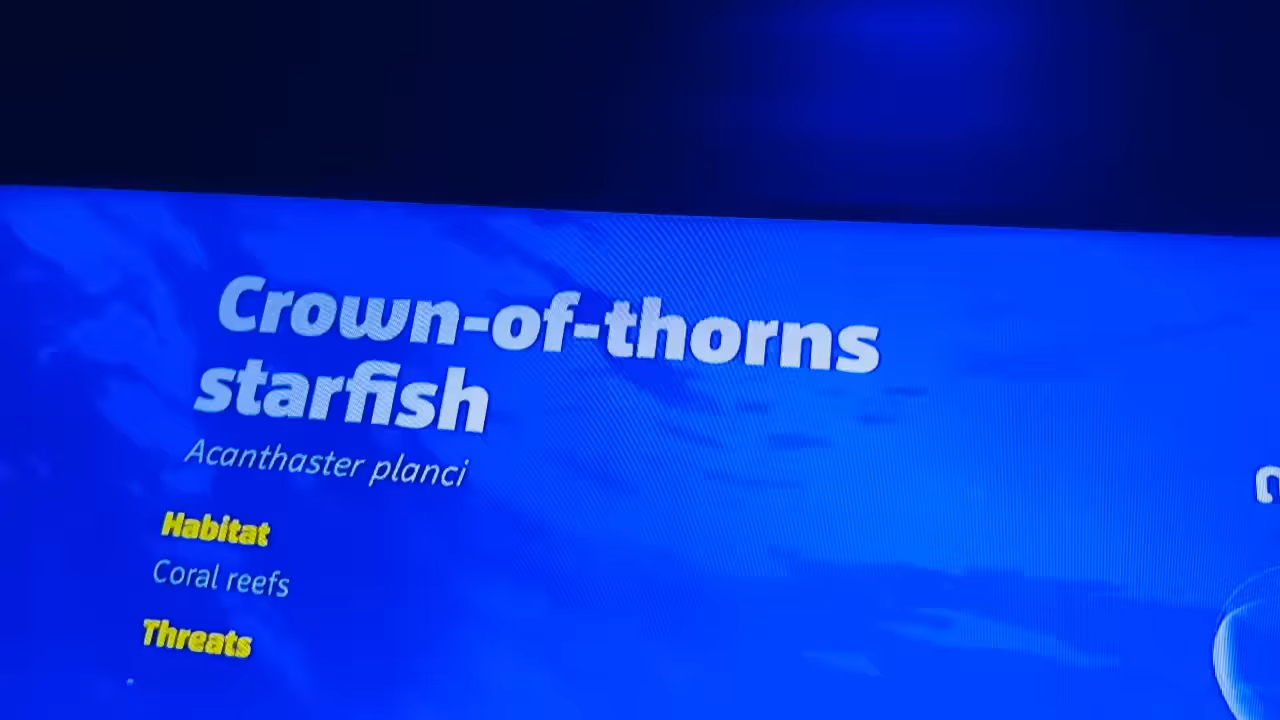 Crown-of-thorns
starfish
Acanthaster planci
Habitat
Coral reefs
Threats